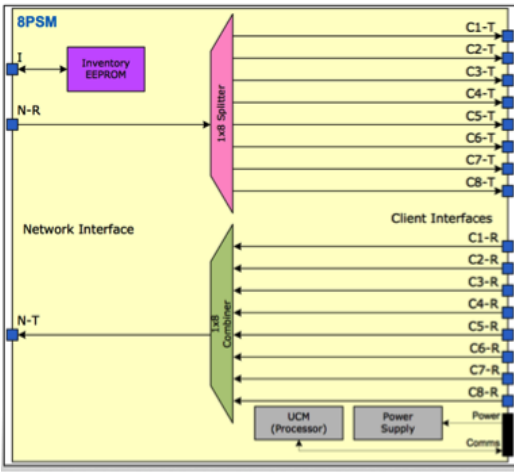 8PSM
I
Inventory
EEPROM
N-R
1x8 Splitter
C1-T
C2-T
C3-T
C4-T
C5-T
C6-T
C7-T
C8-T
Network Interface
Client Interfaces
N-T
1x8
Combiner
C1-R
C2-R
C3-R
C4-R
C5-R
C6-R
C7-R
C8-R
UCM
(Processor)
Power
Supply
Power
Comms